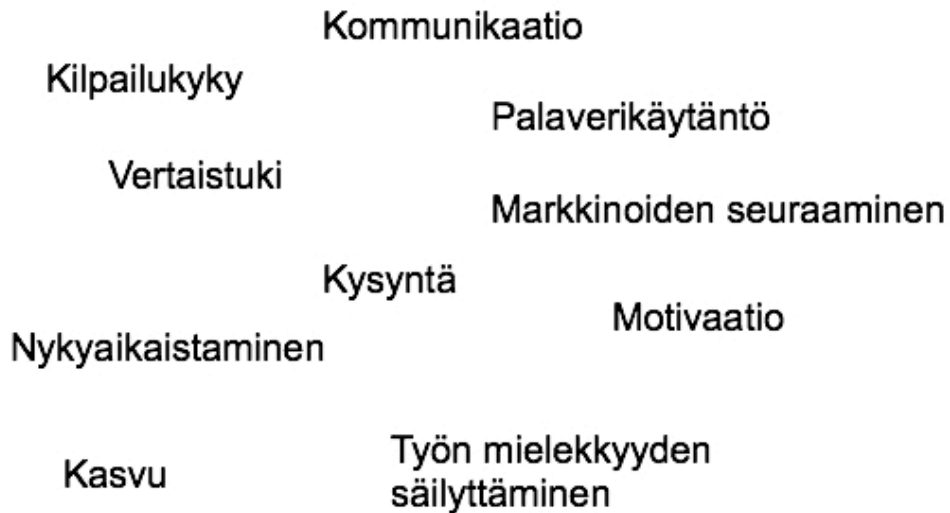 Kommunikaatio
Kilpailukyky
Palaverikäytäntö
Vertaistuki
Markkinoiden seuraaminen
Kysyntä
Motivaatio
Nykyaikaistaminen
Työn mielekkyyden
säilyttäminen
Kasvu